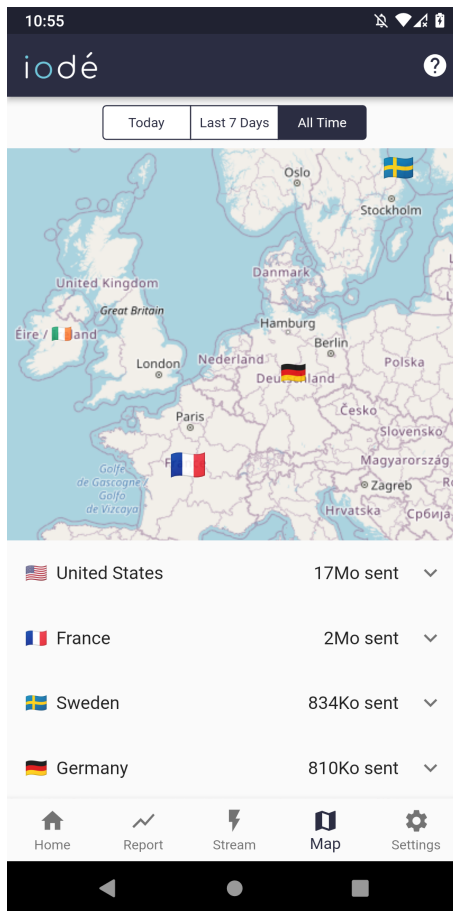 10:55
iodé
Today Last 7 Days All Time
Oslo
Stockholm
Danmark
United Kingdom
Great Britain
Hamburg
Éire /
Berlin
London
Nederland
Polska
Paris
Česko
Slovensko
Magyarország
Golfe
de Gascogne /
Golfo
de Vizcaya
Zagreb
Hrvatska
Србија
United States 17Mo sent
France 2Mo sent
Sweden 834Ko sent
Germany 810Ko sent
Home Report Stream Map Settings